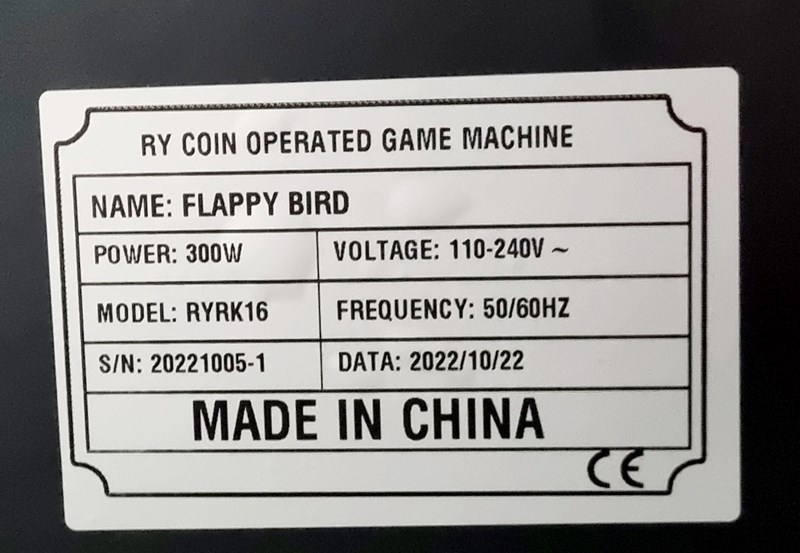 RY COIN OPERATED GAME MACHINE
NAME: FLAPPY BIRD
POWER: 300W VOLTAGE: 110-240V ~
MODEL: RYRK16 FREQUENCY: 50/60HZ
S/N: 20221005-1 DATA: 2022/10/22
MADE IN CHINA
CE